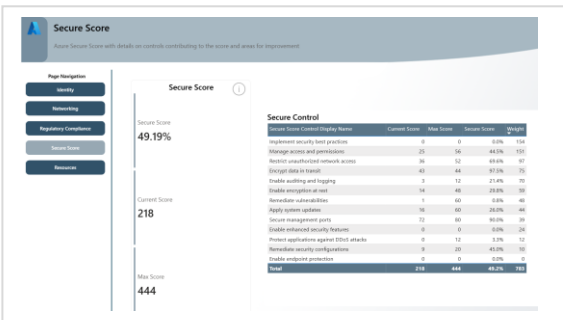 Secure Score
Azure Secure Score with details on controls contributing to the score and areas for improvement
Page Navigation
Identity
Networking
Regulatory Compliance
Secure Score
Resources
Secure Score
Secure Score
49.19%
Current Score
218
Max Score
444
Secure Control
Secure Score Control Display Name Current Score Max Score Secure Score Weight
Implement security best practices 0 0 0.0% 154
Manage access and permissions 25 56 44.5% 151
Restrict unauthorized network access 36 52 69.6% 97
Encrypt data in transit 43 44 97.5% 75
Enable auditing and logging 3 12 21.4% 70
Enable encryption at rest 14 48 29.8% 50
Remediate vulnerabilities 1 60 0.8% 48
Apply system updates 16 60 26.0% 44
Secure management ports 72 80 90.0% 39
Enable enhanced security features 0 0 0.0% 24
Protect applications against DDoS attacks 0 12 3.3% 12
Remediate security configurations 9 20 45.0% 10
Enable endpoint protection 0 0 0.0% 0
Total 218 444 49.2% 783